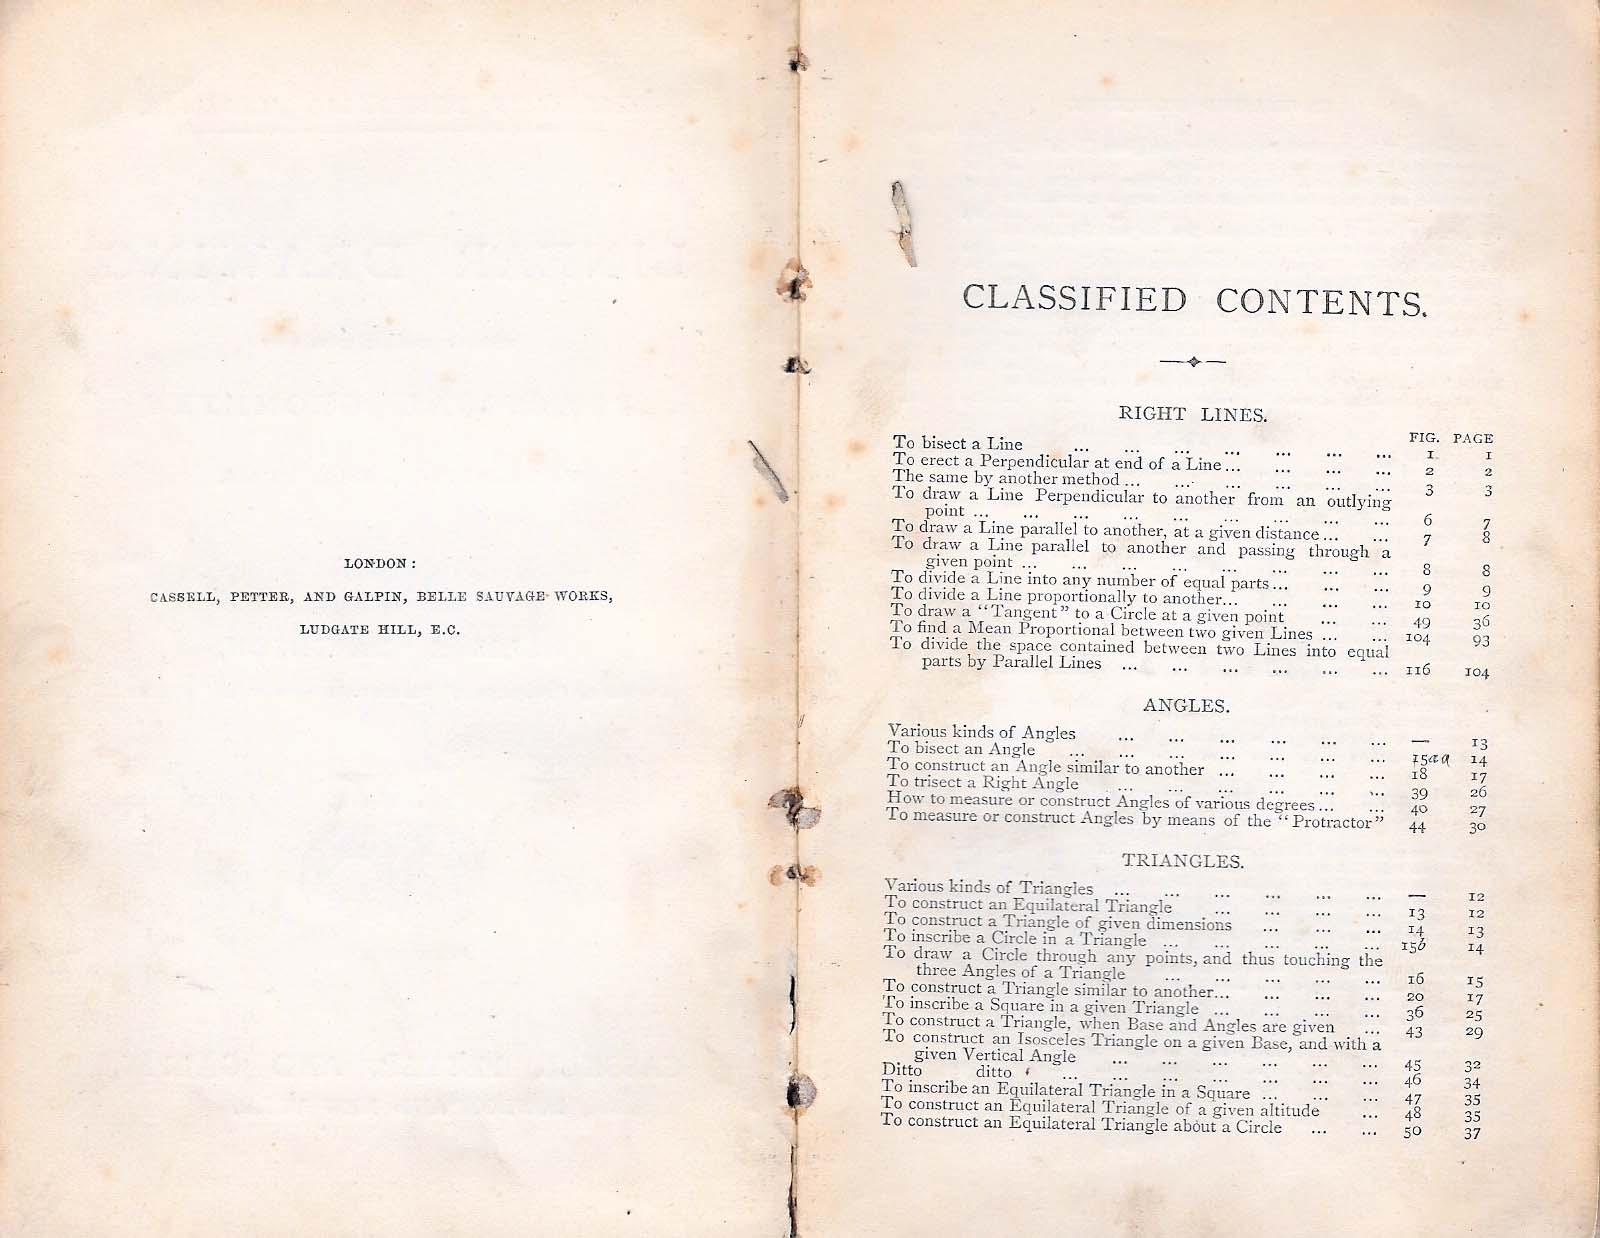 LONDON:
CASSELL, PETTER, AND GALPIN, BELLE SAUVAGE WORKS,
LUDGATE HILL, E.C.
CLASSIFIED CONTENTS.
RIGHT LINES.
FIG. PAGE
To bisect a Line ... ... ... ... ... ... ... 1 1
To erect a Perpendicular at end of a Line ... ... ... ... 2 2
The same by another method ... ... ... ... ... ... 3 3
To draw a Line Perpendicular to another from an outlying
point ... ... ... ... ... ... ... ... ... 6 7
To draw a Line parallel to another, at a given distance ... ... 7 8
To draw a Line parallel to another and passing through a
given point ... ... ... ... ... ... ... ... 8 8
To divide a Line into any number of equal parts ... ... ... 9 9
To divide a Line proportionally to another ... ... ... ... 10 10
To draw a "Tangent" to a Circle at a given point ... ... 49 36
To find a Mean Proportional between two given Lines ... ... 104 93
To divide the space contained between two Lines into equal
parts by Parallel Lines ... ... ... ... ... ... 116 104
ANGLES.
Various kinds of Angles ... ... ... ... ... ... — 13
To bisect an Angle ... ... ... ... ... ... ... 15aa 14
To construct an Angle similar to another ... ... ... ... 18 17
To trisect a Right Angle ... ... ... ... ... ... 39 26
How to measure or construct Angles of various degrees ... ... 40 27
To measure or construct Angles by means of the "Protractor" 44 30
TRIANGLES.
Various kinds of Triangles ... ... ... ... ... ... — 12
To construct an Equilateral Triangle ... ... ... ... 13 12
To construct a Triangle of given dimensions ... ... ... 14 13
To inscribe a Circle in a Triangle ... ... ... ... ... 15b 14
To draw a Circle through any points, and thus touching the
three Angles of a Triangle ... ... ... ... ... 16 15
To construct a Triangle similar to another ... ... ... ... 20 17
To inscribe a Square in a given Triangle ... ... ... ... 36 25
To construct a Triangle, when Base and Angles are given ... 43 29
To construct an Isosceles Triangle on a given Base, and with a
given Vertical Angle ... ... ... ... ... ... 45 32
Ditto ditto ... ... ... ... ... ... ... 46 34
To inscribe an Equilateral Triangle in a Square ... ... ... 47 35
To construct an Equilateral Triangle of a given altitude ... 48 35
To construct an Equilateral Triangle about a Circle ... ... 50 37